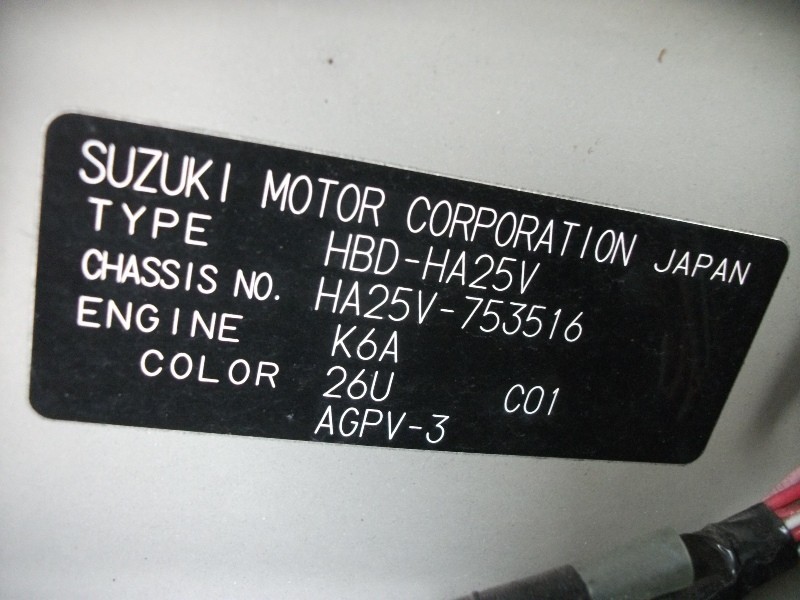 SUZUKI MOTOR CORPORATION JAPAN
TYPE HBD-HA25V
CHASSIS NO. HA25V-753516
ENGINE K6A
COLOR 26U C01
AGPV-3